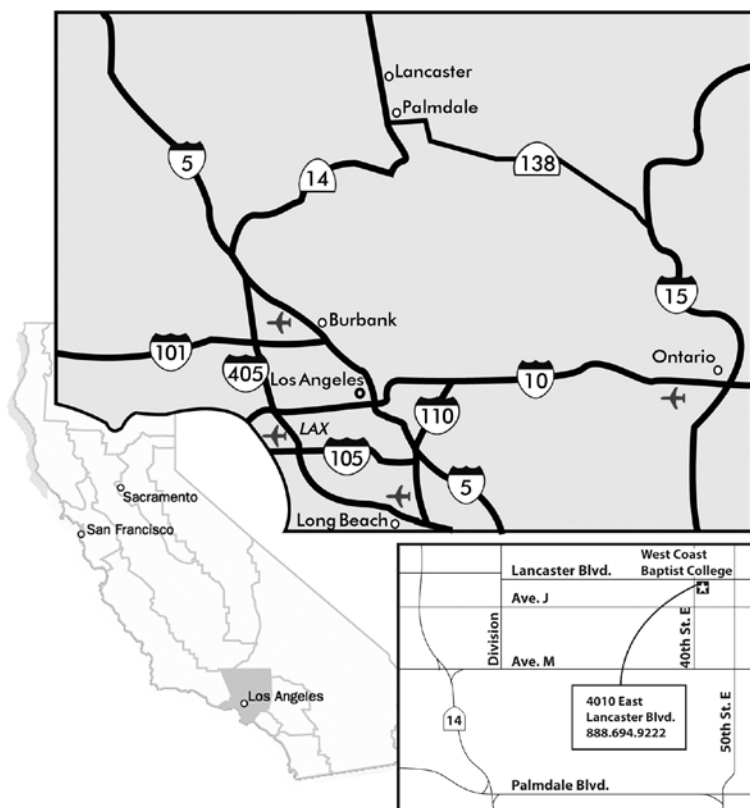 Lancaster
Palmdale
5
14
138
15
Burbank
101
405
Los Angeles
10
Ontario
110
LAX
105
5
Long Beach
Sacramento
San Francisco
Los Angeles
West Coast
Baptist College
Lancaster Blvd.
Ave. J
Division
40th St. E
Ave. M
4010 East
Lancaster Blvd.
888.694.9222
14
50th St. E
Palmdale Blvd.